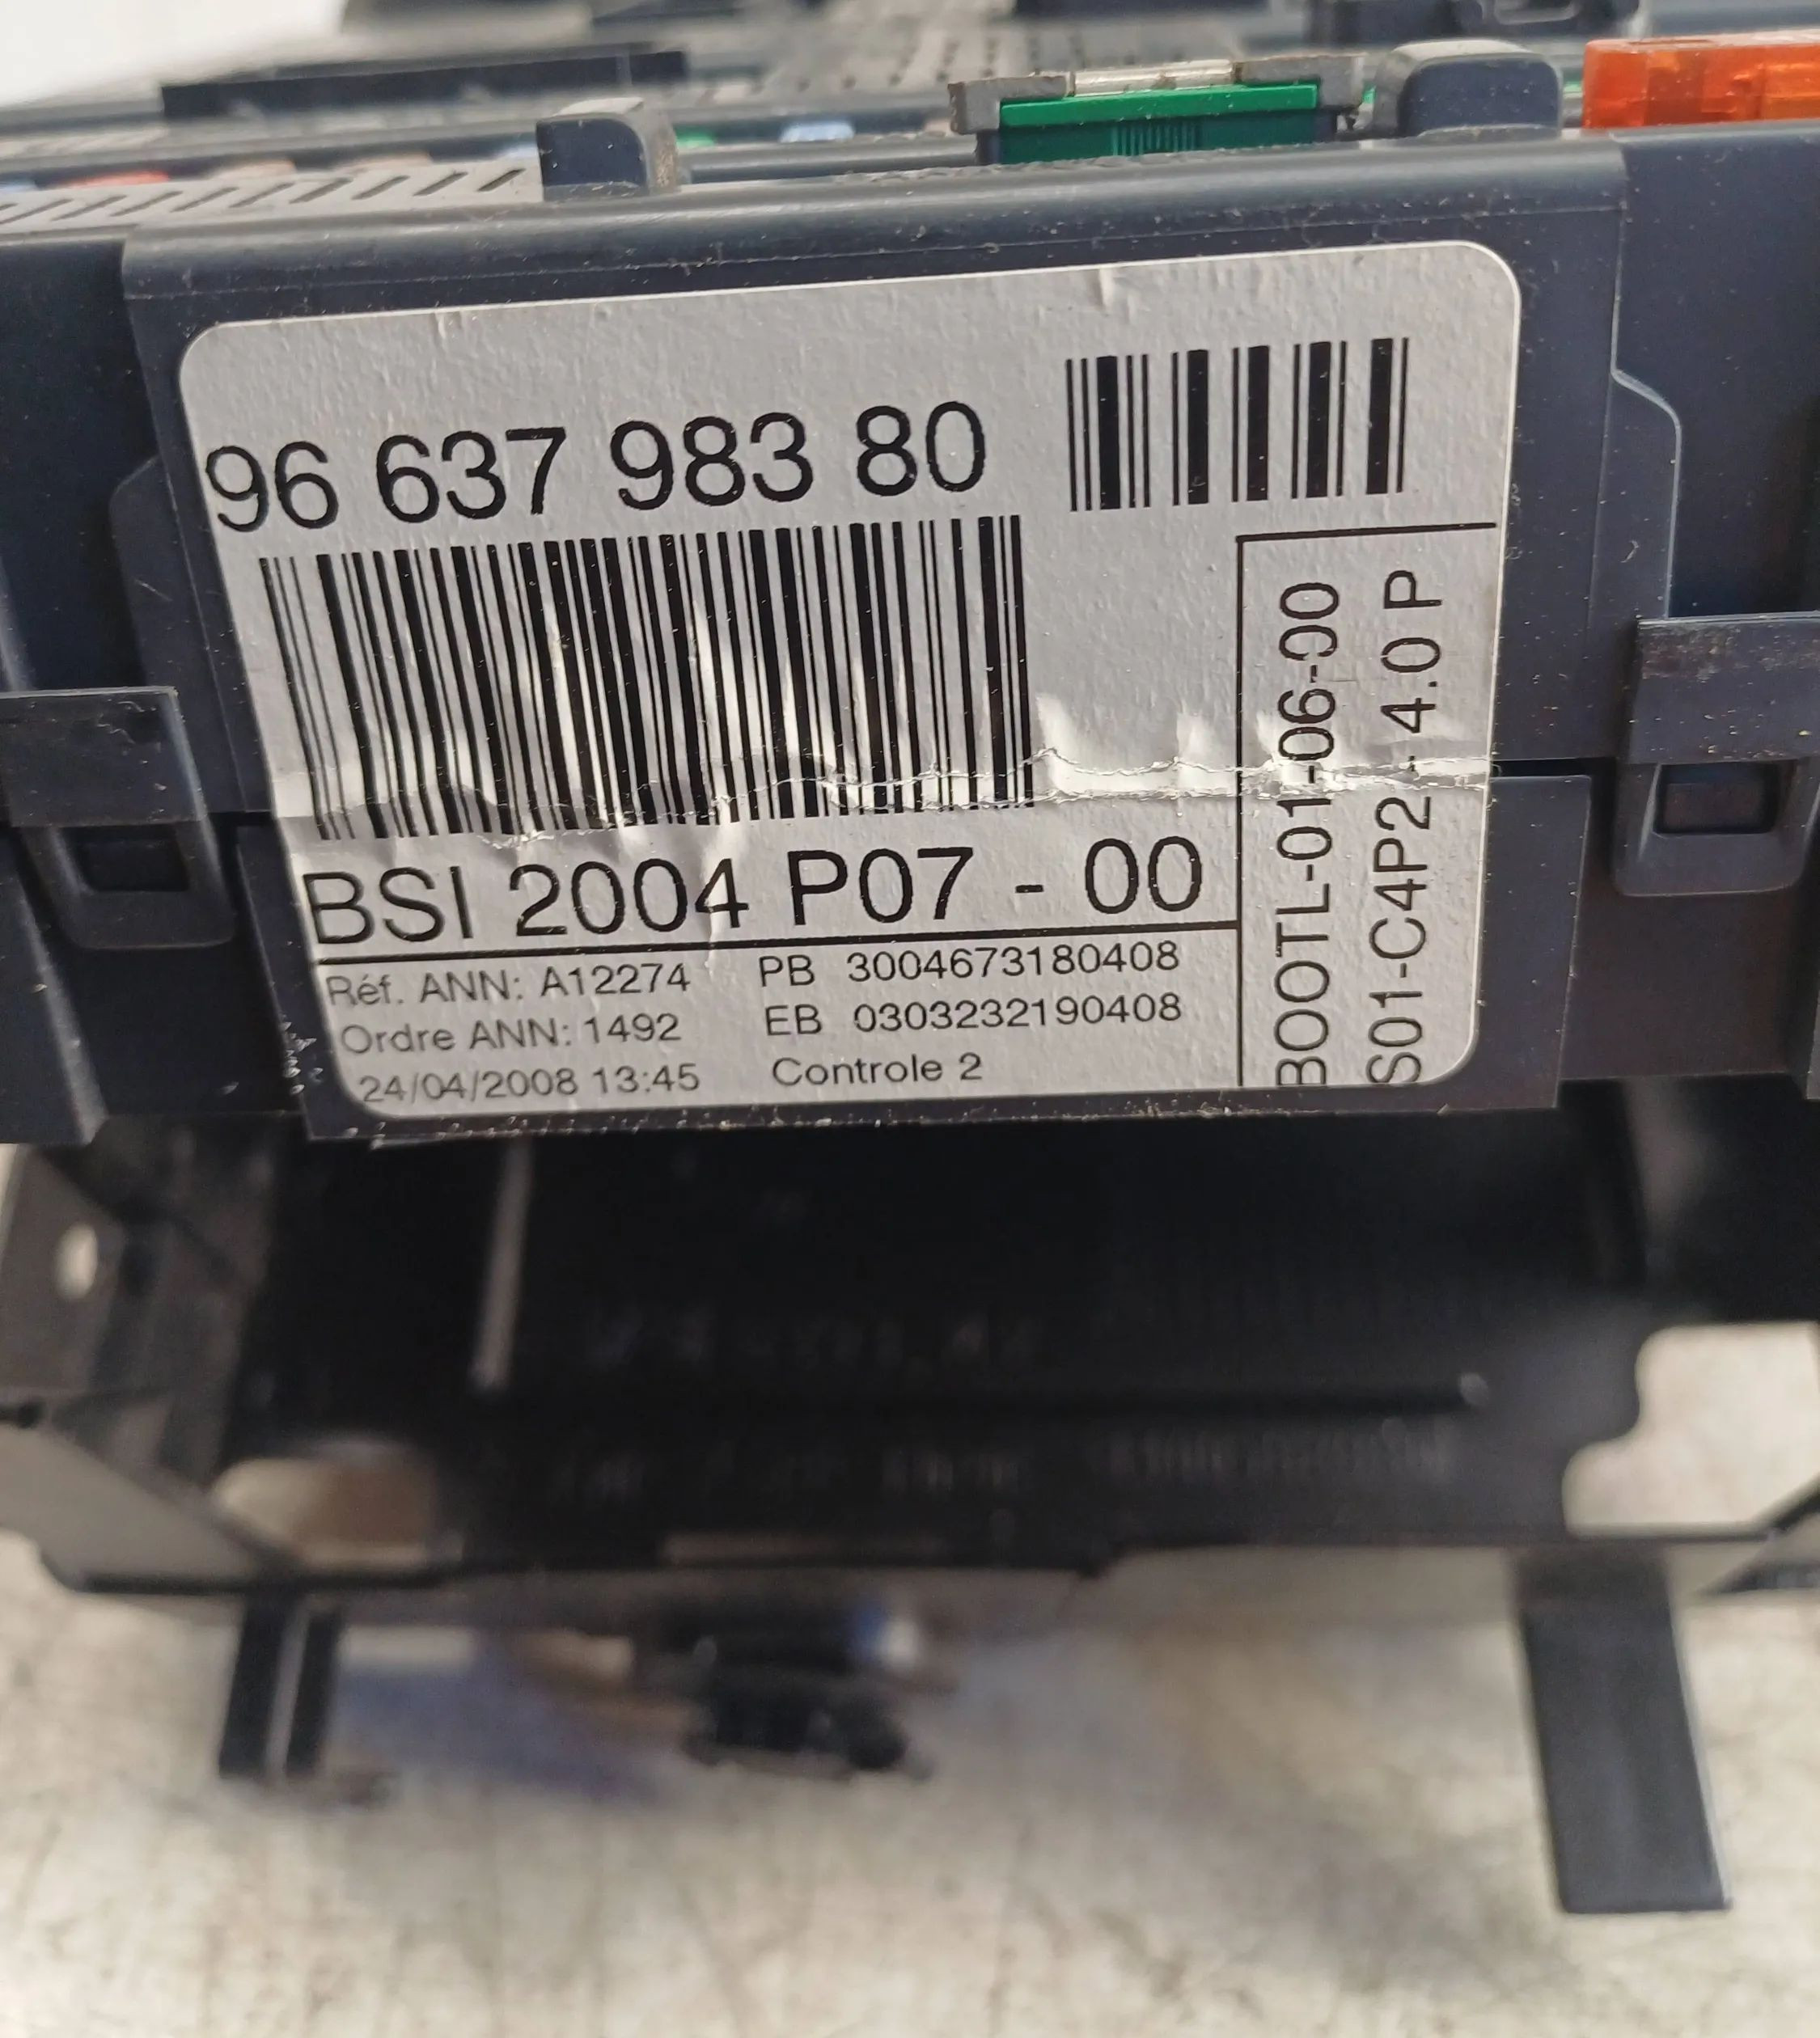 96 637 983 80
BSI 2004 P07 - 00
Réf. ANN: A12274
Ordre ANN: 1492
24/04/2008 13:45
PB 3004673180408
EB 0303232190408
Controle 2
BOOTL-01-06-00
S01-C4P2 - 4.0 P